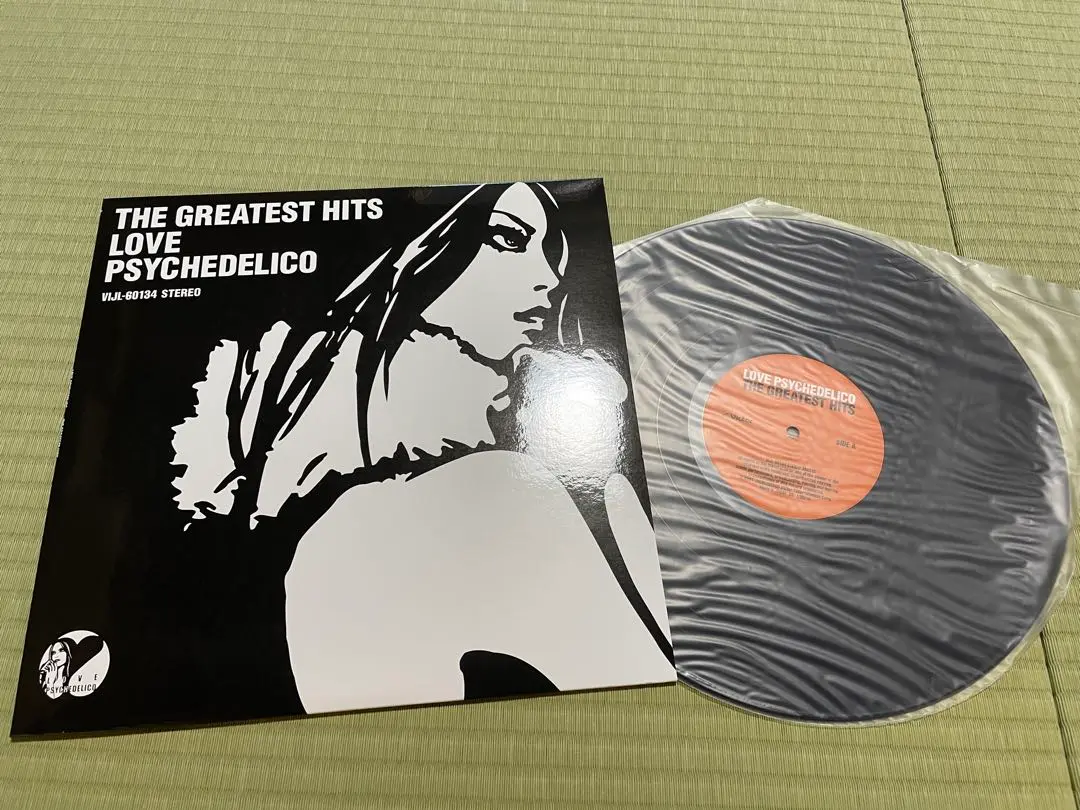 THE GREATEST HITS
LOVE
PSYCHEDELICO
VIJL-60134 STEREO
LOVE
PSYCHEDELICO
LOVE PSYCHEDELICO
THE GREATEST HITS
SIDE A